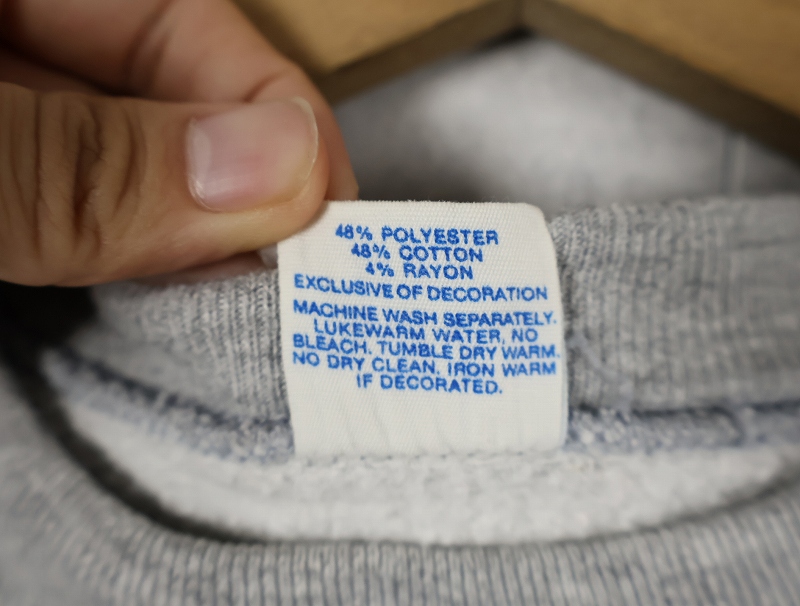 48% POLYESTER
48% COTTON
4% RAYON
EXCLUSIVE OF DECORATION
MACHINE WASH SEPARATELY.
LUKEWARM WATER, NO
BLEACH. TUMBLE DRY WARM.
NO DRY CLEAN. IRON WARM
IF DECORATED.